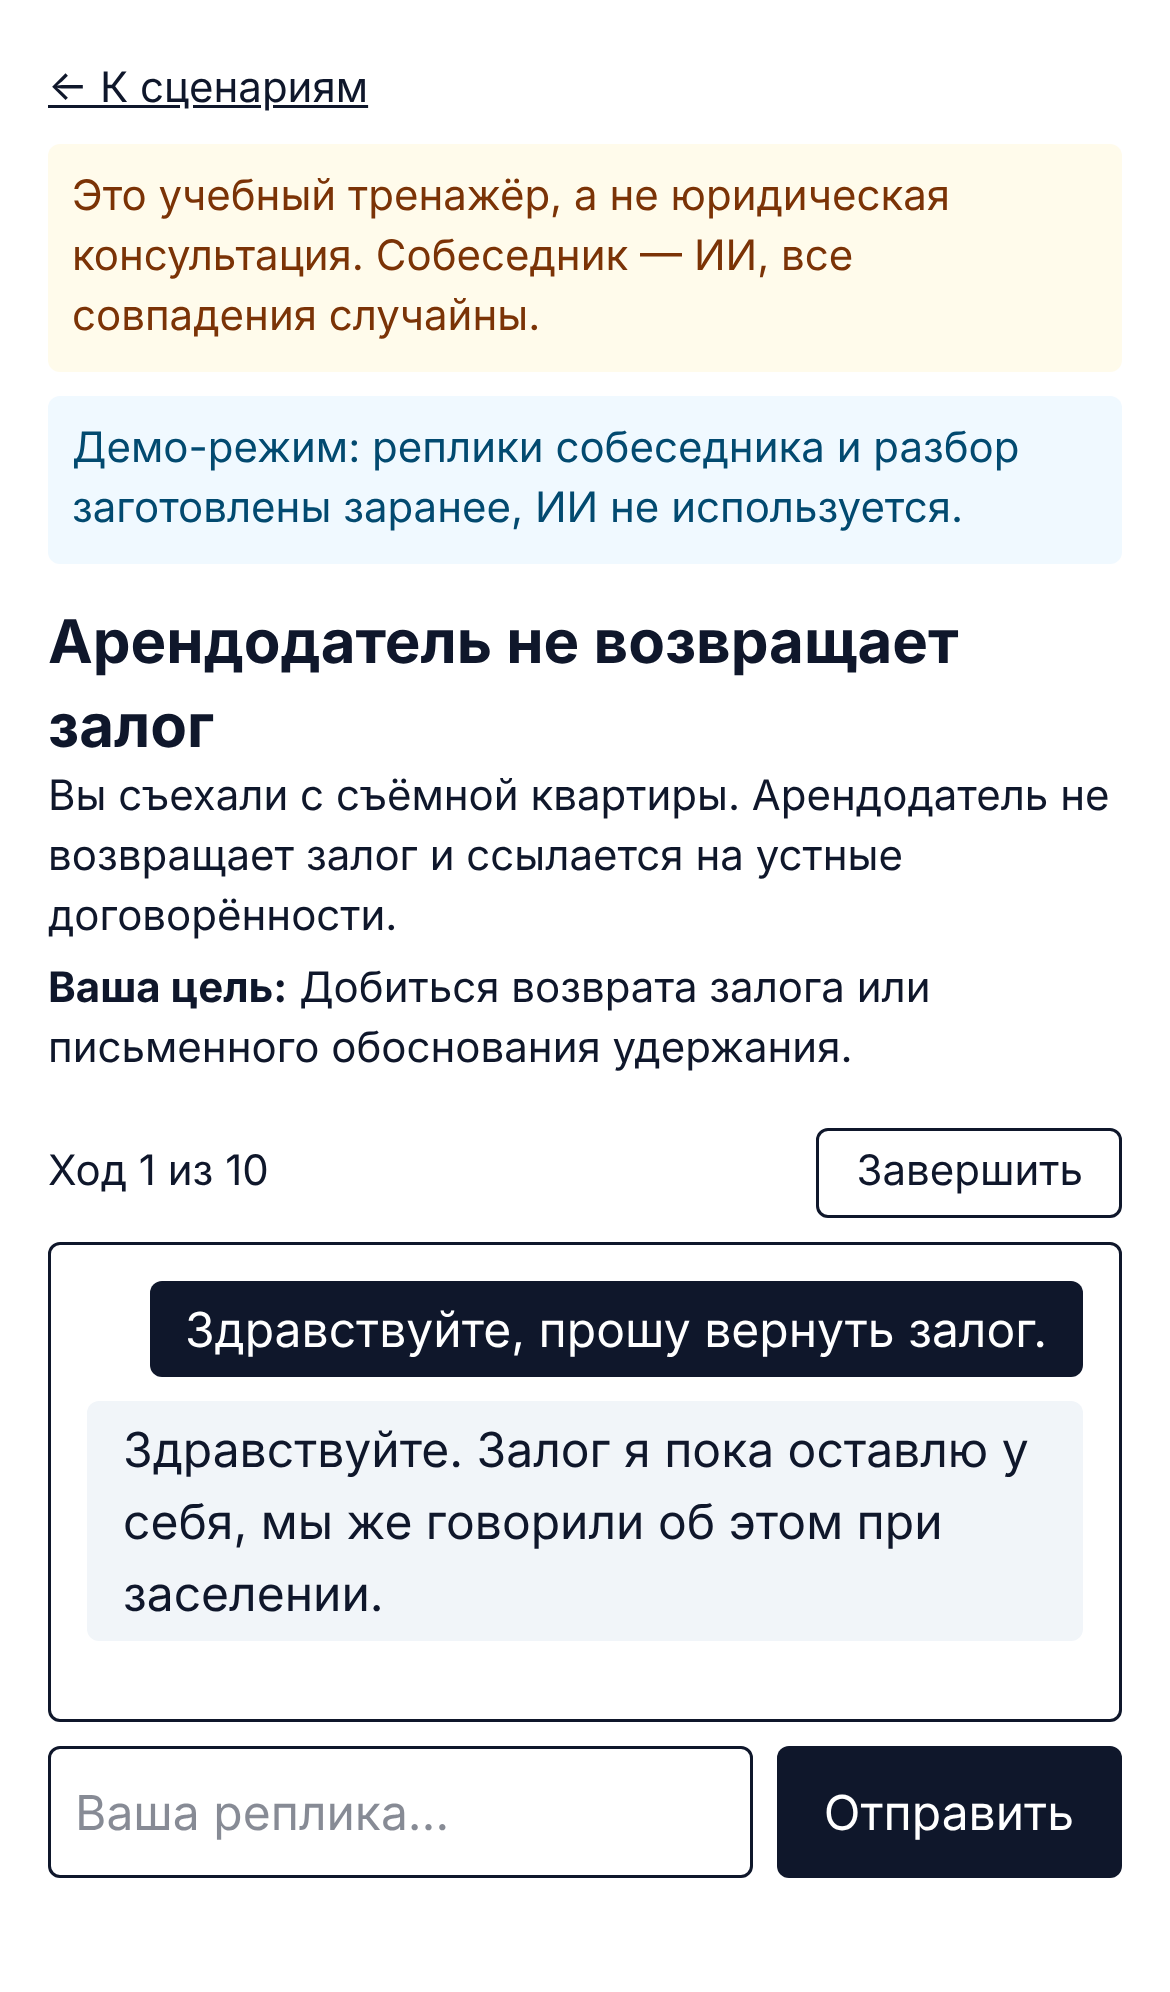 ← К сценариям
Это учебный тренажёр, а не юридическая
консультация. Собеседник — ИИ, все
совпадения случайны.
Демо-режим: реплики собеседника и разбор
заготовлены заранее, ИИ не используется.
Арендодатель не возвращает
залог
Вы съехали с съёмной квартиры. Арендодатель не
возвращает залог и ссылается на устные
договорённости.
Ваша цель: Добиться возврата залога или
письменного обоснования удержания.
Ход 1 из 10
Завершить
Здравствуйте, прошу вернуть залог.
Здравствуйте. Залог я пока оставлю у
себя, мы же говорили об этом при
заселении.
Ваша реплика...
Отправить